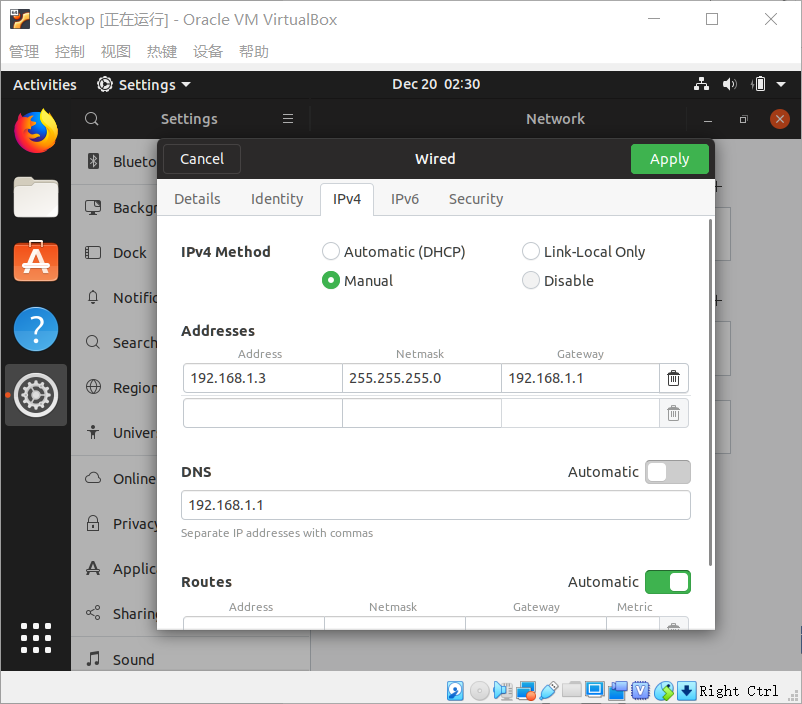 desktop [正在运行] - Oracle VM VirtualBox
管理 控制 视图 热键 设备 帮助
Activities Settings Dec 20 02:30
Settings Network
Blueto
Backgr
Dock
Notific
Search
Region
Univer
Online
Privacy
Applic
Sharing
Sound
Cancel Wired Apply
Details Identity IPv4 IPv6 Security
IPv4 Method Automatic (DHCP) Link-Local Only
Manual Disable
Addresses
Address Netmask Gateway
192.168.1.3 255.255.255.0 192.168.1.1
DNS Automatic
192.168.1.1
Separate IP addresses with commas
Routes Automatic
Address Netmask Gateway Metric
Right Ctrl